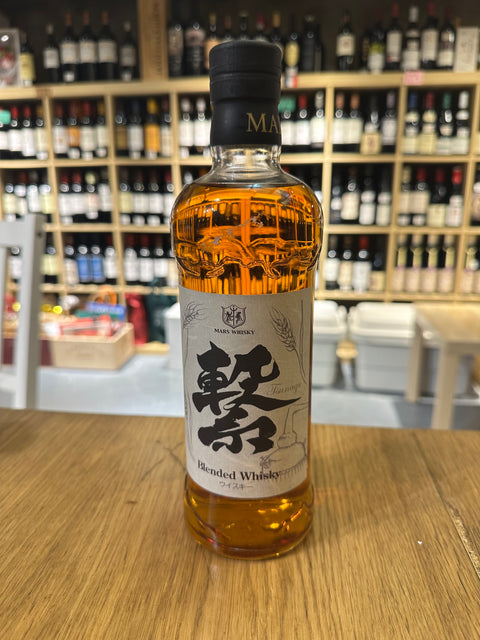 MA
MARS WHISKY
繋
Tsunagu
Blended Whisky
ウイスキー